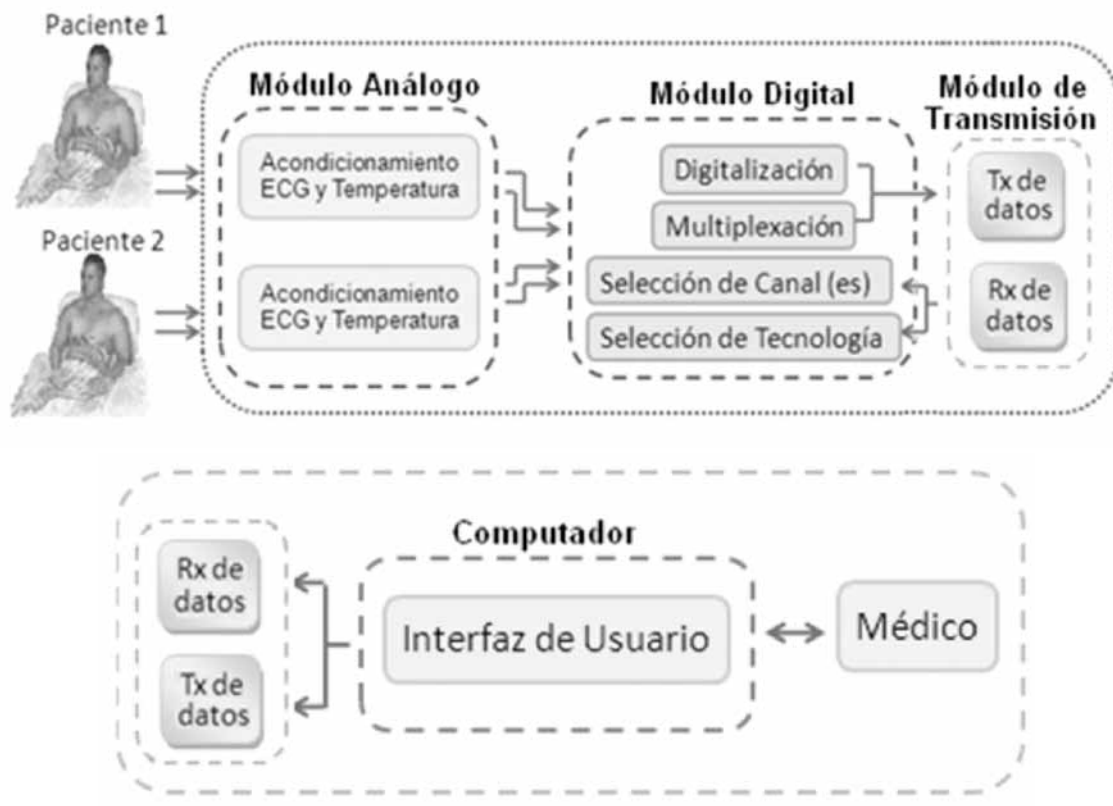 Paciente 1
Módulo Análogo
Acondicionamiento
ECG y Temperatura
Paciente 2
Acondicionamiento
ECG y Temperatura
Módulo Digital
Digitalización
Multiplexación
Selección de Canal (es)
Selección de Tecnología
Módulo de
Transmisión
Tx de
datos
Rx de
datos
Computador
Rx de
datos
Tx de
datos
Interfaz de Usuario
Médico